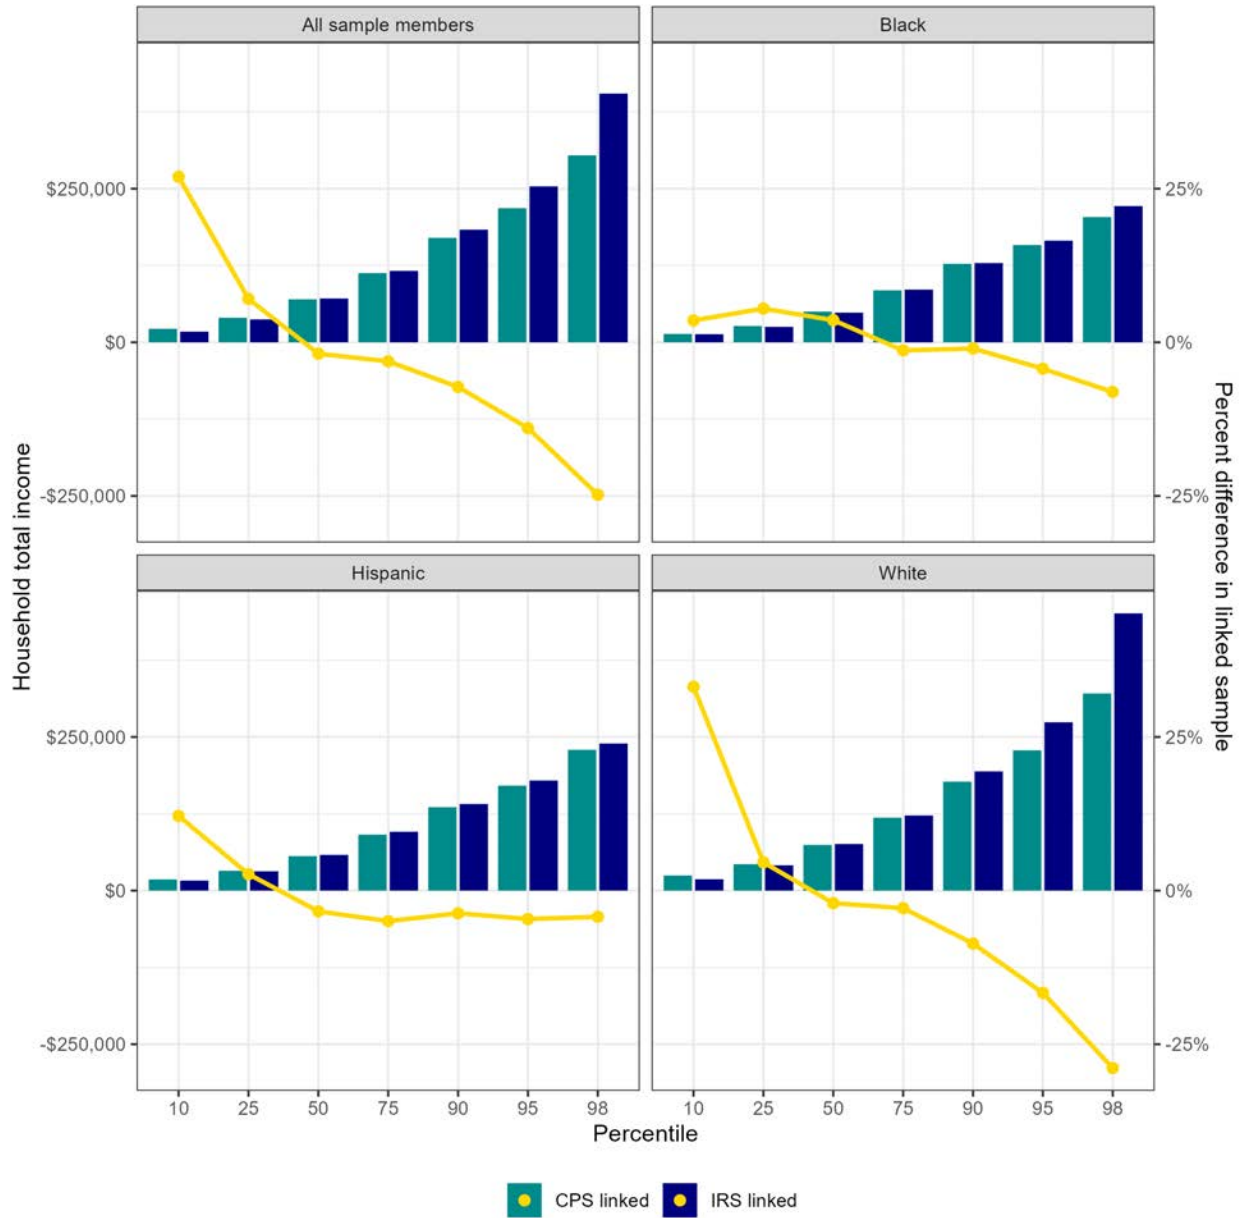 All sample members
Black
$250,000
$0
-$250,000
25%
0%
-25%
Household total income
Percent difference in linked sample
Hispanic
White
$250,000
$0
-$250,000
25%
0%
-25%
10 25 50 75 90 95 98
10 25 50 75 90 95 98
Percentile
CPS linked IRS linked